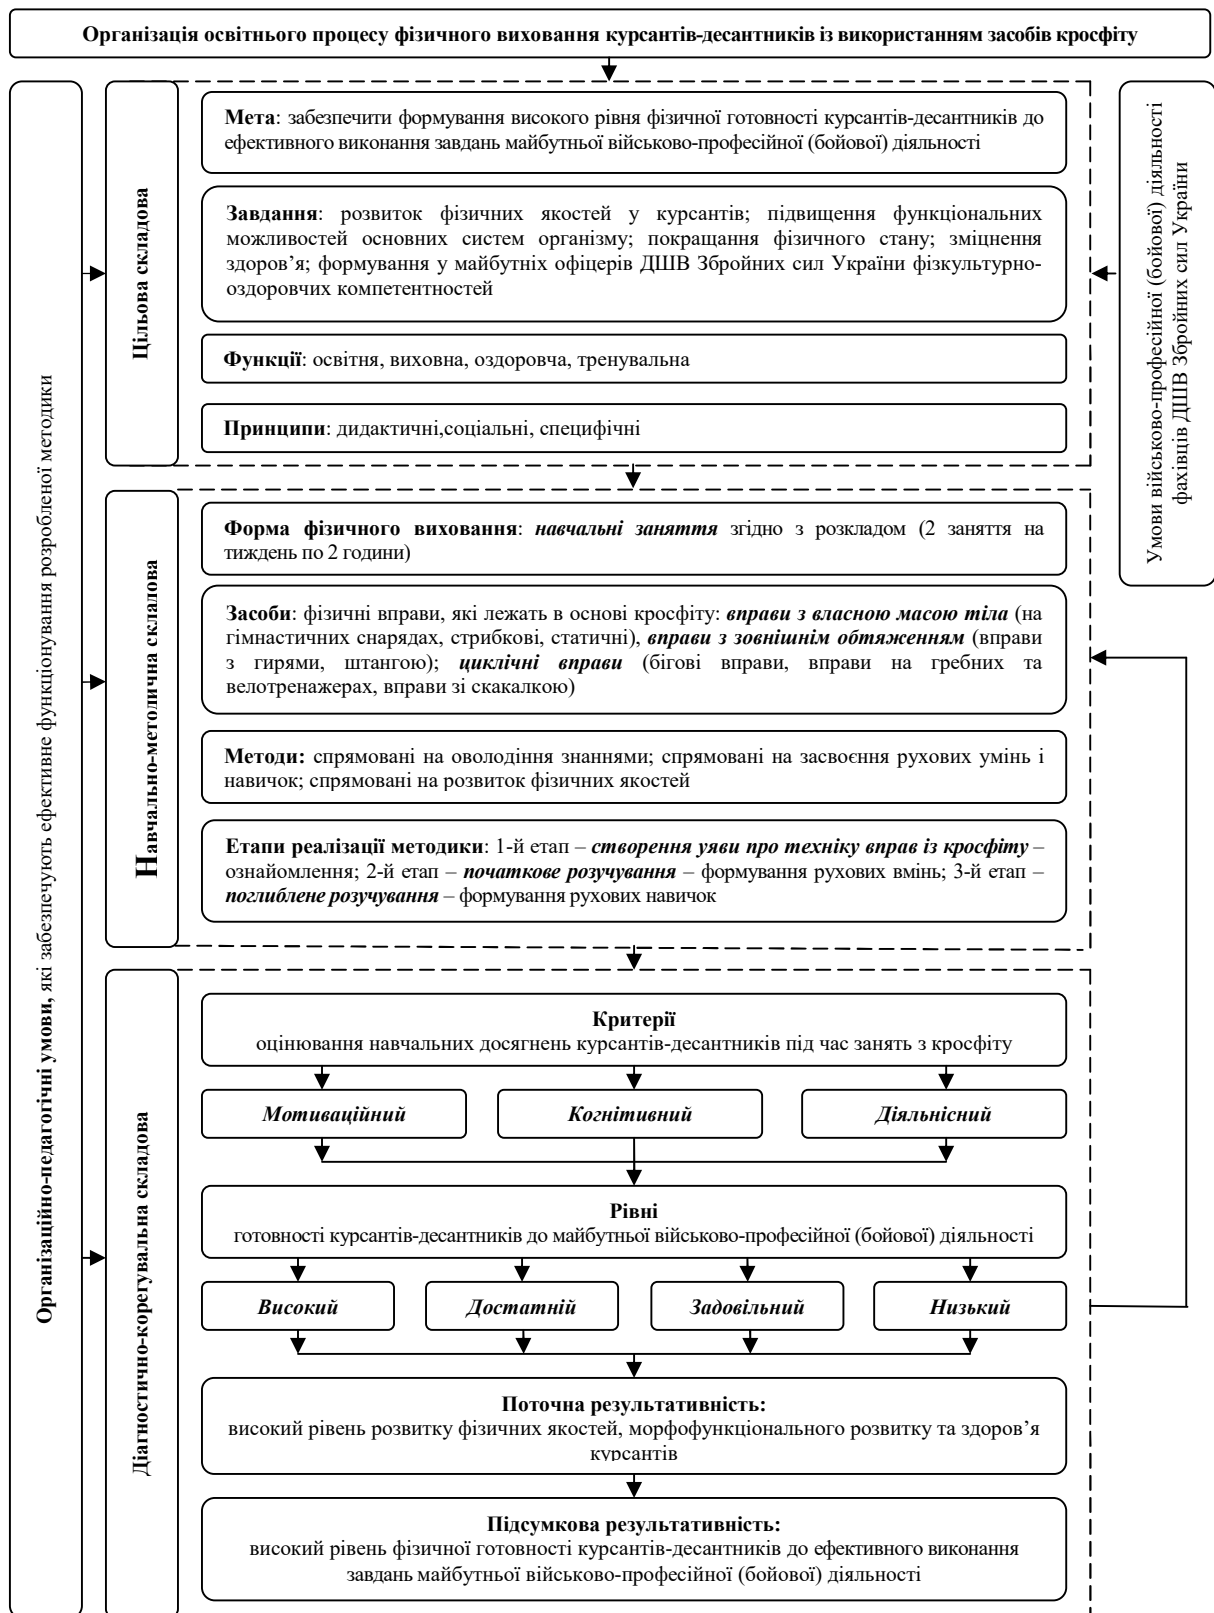 Організація освітнього процесу фізичного виховання курсантів-десантників із використанням засобів кросфіту
Організаційно-педагогічні умови, які забезпечують ефективне функціонування розробленої методики
Цільова складова
Мета: забезпечити формування високого рівня фізичної готовності курсантів-десантників до
ефективного виконання завдань майбутньої військово-професійної (бойової) діяльності
Завдання: розвиток фізичних якостей у курсантів; підвищення функціональних
можливостей основних систем організму; покращання фізичного стану; зміцнення
здоров’я; формування у майбутніх офіцерів ДШВ Збройних сил України фізкультурно-
оздоровчих компетентностей
Функції: освітня, виховна, оздоровча, тренувальна
Принципи: дидактичні,соціальні, специфічні
Умови військово-професійної (бойової) діяльності
фахівців ДШВ Збройних сил України
Навчально-методична складова
Форма фізичного виховання: навчальні заняття згідно з розкладом (2 заняття на
тиждень по 2 години)
Засоби: фізичні вправи, які лежать в основі кросфіту: вправи з власною масою тіла (на
гімнастичних снарядах, стрибкові, статичні), вправи з зовнішнім обтяженням (вправи
з гирями, штангою); циклічні вправи (бігові вправи, вправи на гребних та
велотренажерах, вправи зі скакалкою)
Методи: спрямовані на оволодіння знаннями; спрямовані на засвоєння рухових умінь і
навичок; спрямовані на розвиток фізичних якостей
Етапи реалізації методики: 1-й етап – створення уяви про техніку вправ із кросфіту –
ознайомлення; 2-й етап – початкове розучування – формування рухових вмінь; 3-й етап –
поглиблене розучування – формування рухових навичок
Діагностично-корегувальна складова
Критерії
оцінювання навчальних досягнень курсантів-десантників під час занять з кросфіту
Мотиваційний
Когнітивний
Діяльнісний
Рівні
готовності курсантів-десантників до майбутньої військово-професійної (бойової) діяльності
Високий
Достатній
Задовільний
Низький
Поточна результативність:
високий рівень розвитку фізичних якостей, морфофункціонального розвитку та здоров’я
курсантів
Підсумкова результативність:
високий рівень фізичної готовності курсантів-десантників до ефективного виконання
завдань майбутньої військово-професійної (бойової) діяльності